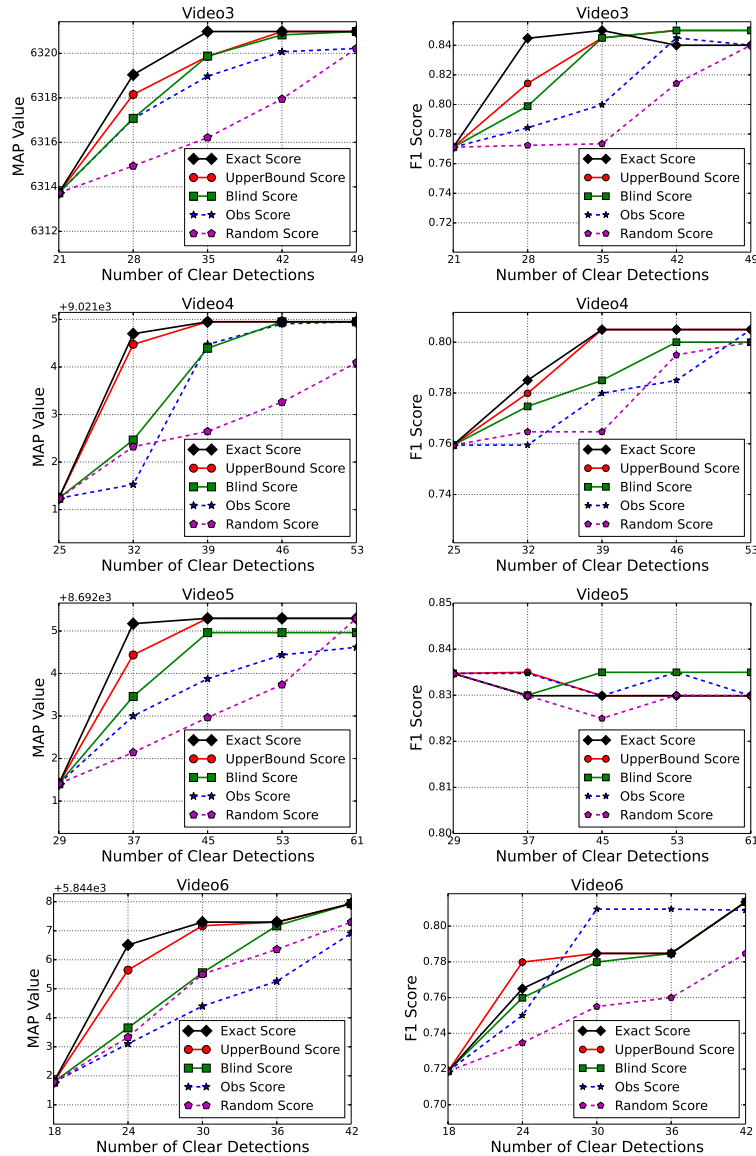 Video3
MAP Value
6320
6318
6316
6314
6312
Exact Score
UpperBound Score
Blind Score
Obs Score
Random Score
21 28 35 42 49
Number of Clear Detections
Video3
F1 Score
0.84
0.82
0.80
0.78
0.76
0.74
0.72
Exact Score
UpperBound Score
Blind Score
Obs Score
Random Score
21 28 35 42 49
Number of Clear Detections
+9.021e3
Video4
MAP Value
5
4
3
2
1
Exact Score
UpperBound Score
Blind Score
Obs Score
Random Score
25 32 39 46 53
Number of Clear Detections
Video4
F1 Score
0.80
0.78
0.76
0.74
Exact Score
UpperBound Score
Blind Score
Obs Score
Random Score
25 32 39 46 53
Number of Clear Detections
+8.692e3
Video5
MAP Value
5
4
3
2
1
Exact Score
UpperBound Score
Blind Score
Obs Score
Random Score
29 37 45 53 61
Number of Clear Detections
Video5
F1 Score
0.85
0.84
0.83
0.82
0.81
0.80
Exact Score
UpperBound Score
Blind Score
Obs Score
Random Score
29 37 45 53 61
Number of Clear Detections
+5.844e3
Video6
MAP Value
8
7
6
5
4
3
2
1
Exact Score
UpperBound Score
Blind Score
Obs Score
Random Score
18 24 30 36 42
Number of Clear Detections
Video6
F1 Score
0.80
0.78
0.76
0.74
0.72
0.70
Exact Score
UpperBound Score
Blind Score
Obs Score
Random Score
18 24 30 36 42
Number of Clear Detections